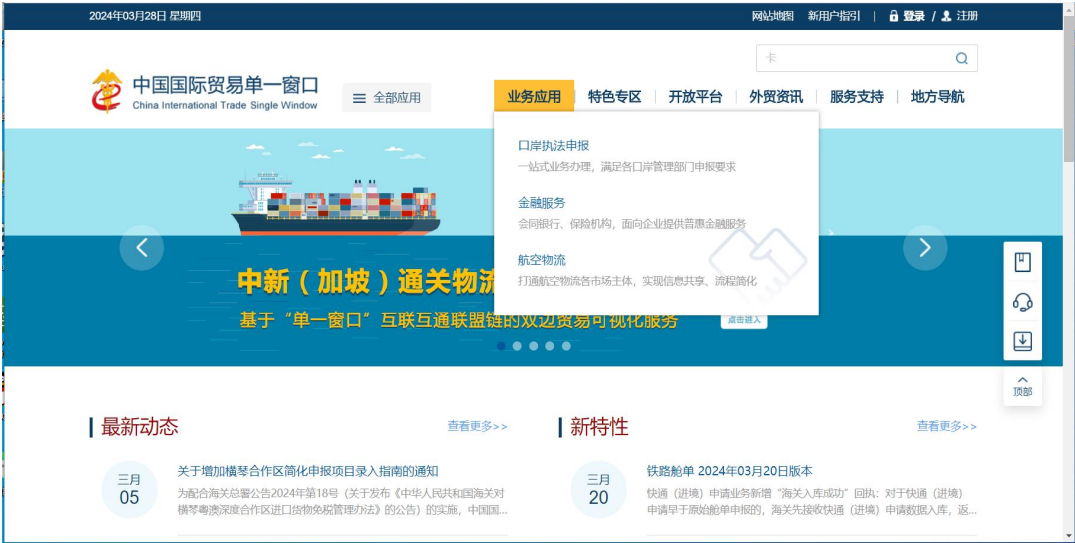 2024年03月28日 星期四
网站地图 新用户指引 | 登录 / 注册
卡
中国国际贸易单一窗口
China International Trade Single Window
全部应用
业务应用 特色专区 开放平台 外贸资讯 服务支持 地方导航
口岸执法申报
一站式业务办理，满足各口岸管理部门申报要求
金融服务
会同银行、保险机构，面向企业提供普惠金融服务
航空物流
打通航空物流各市场主体，实现信息共享、流程简化
中新（加坡）通关物流
基于“单一窗口”互联互通联盟链的双边贸易可视化服务
点击进入
顶部
最新动态 查看更多>>
三月
05
关于增加横琴合作区简化申报项目录入指南的通知
为配合海关总署公告2024年第18号（关于发布《中华人民共和国海关对
横琴粤澳深度合作区进口货物免税管理办法》的公告）的实施，中国国...
新特性 查看更多>>
三月
20
铁路舱单 2024年03月20日版本
快通（进境）申请业务新增“海关入库成功”回执：对于快通（进境）
申请早于原始舱单申报的，海关先接收快通（进境）申请数据入库，返...